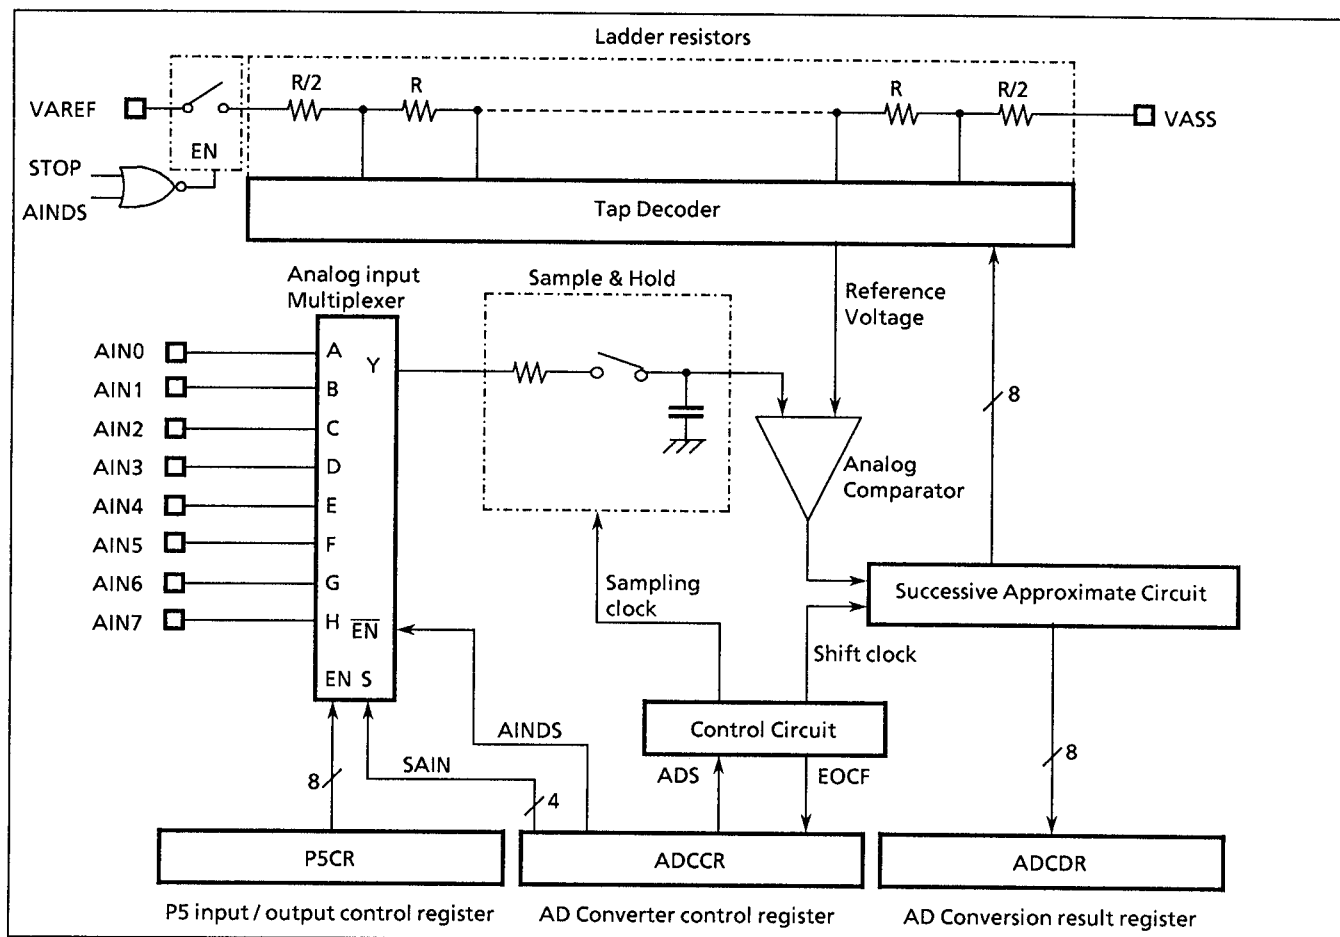 Ladder resistors
R/2
R
R
R/2
VAREF
VASS
EN
STOP
AINDS
Tap Decoder
Analog input
Multiplexer
Sample & Hold
Reference
Voltage
AIN0
AIN1
AIN2
AIN3
AIN4
AIN5
AIN6
AIN7
A
B
C
D
E
F
G
H
Y
EN
EN S
8
Analog
Comparator
Sampling
clock
Successive Approximate Circuit
Shift clock
Control Circuit
AINDS
SAIN
ADS
EOCF
8
4
8
P5CR
ADCCR
ADCDR
P5 input / output control register
AD Converter control register
AD Conversion result register